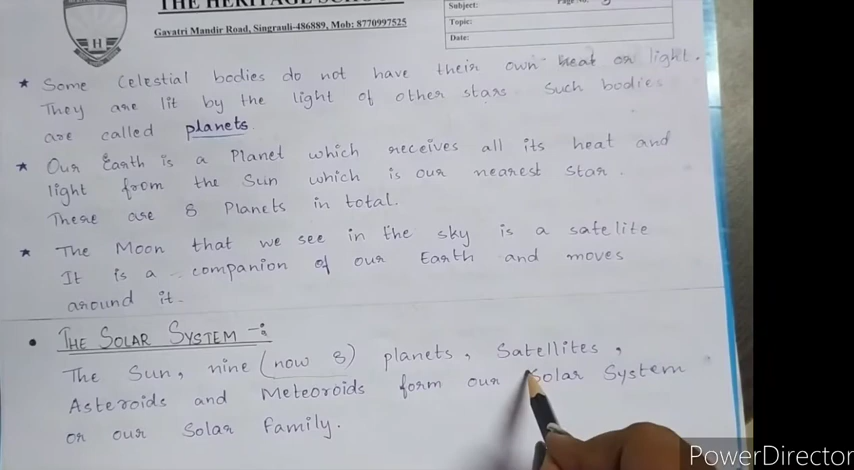 THE HERITAGE
Gayatri Mandir Road, Singrauli-486889, Mob: 8770997525
Subject:
Page No.
Topic:
Date:
H
★ Some Celestial bodies do not have their own heat or light.
They are lit by the light of other stars Such bodies
are called planets.
★ Our Earth is a Planet which receives all its heat and
light from the Sun which is our nearest star.
There are 8 Planets in total.
★ The Moon that we see in the sky is a satelite
It is a companion of our Earth and moves
around it.
• THE SOLAR SYSTEM -:
The Sun, nine (now 8) planets, Satellites,
Asteroids and Meteoroids form our Solar System
or our Solar Family.
PowerDirector